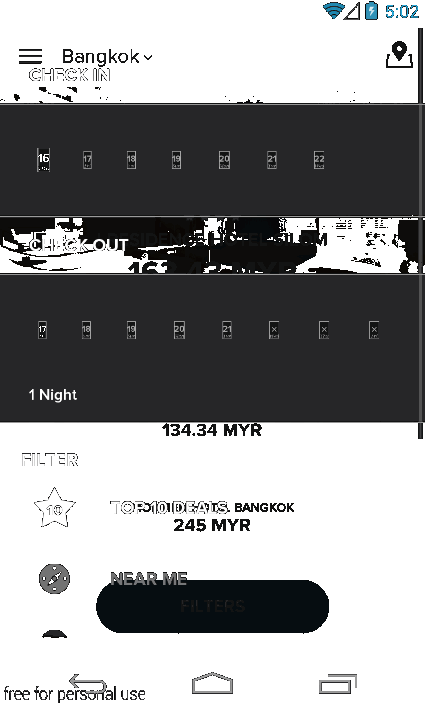 5:02
Bangkok
CHECK IN
16 17 18 19 20 21 22
CHECK OUT
17 18 19 20 21 × × ×
1 Night
134.34 MYR
FILTER
10 TOP 10 DEALS BANGKOK
245 MYR
NEAR ME
FILTERS
free for personal use